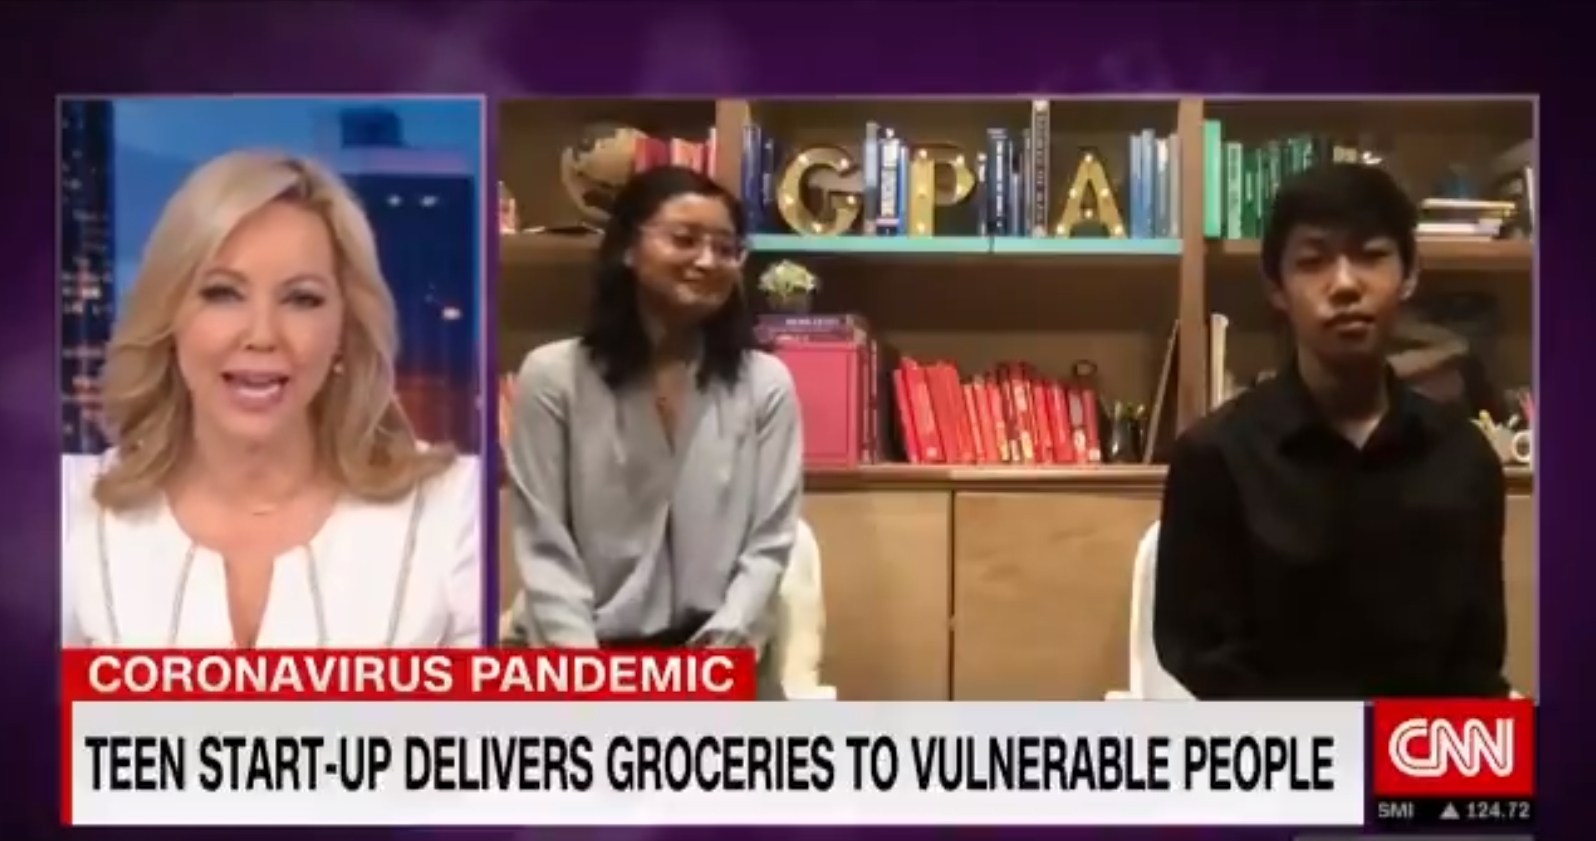 GPA
CORONAVIRUS PANDEMIC
TEEN START-UP DELIVERS GROCERIES TO VULNERABLE PEOPLE
CNN
SMI ▲ 124.72